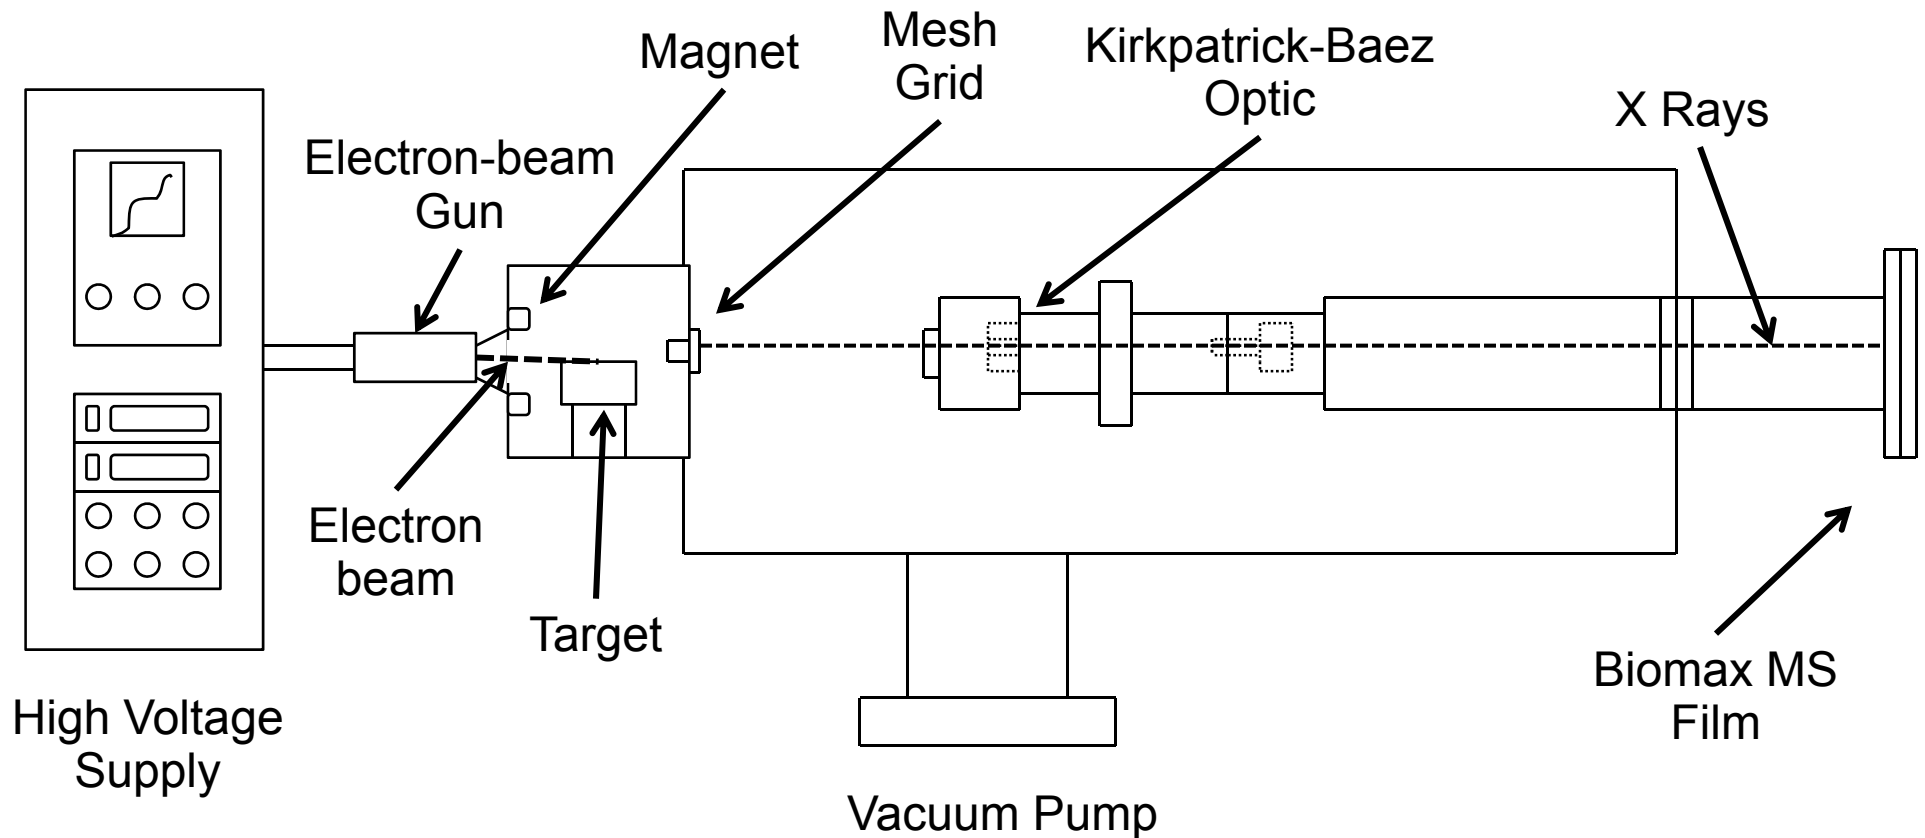 Magnet
Mesh
Grid
Kirkpatrick-Baez
Optic
X Rays
Electron-beam
Gun
Electron
beam
Target
Biomax MS
Film
High Voltage
Supply
Vacuum Pump